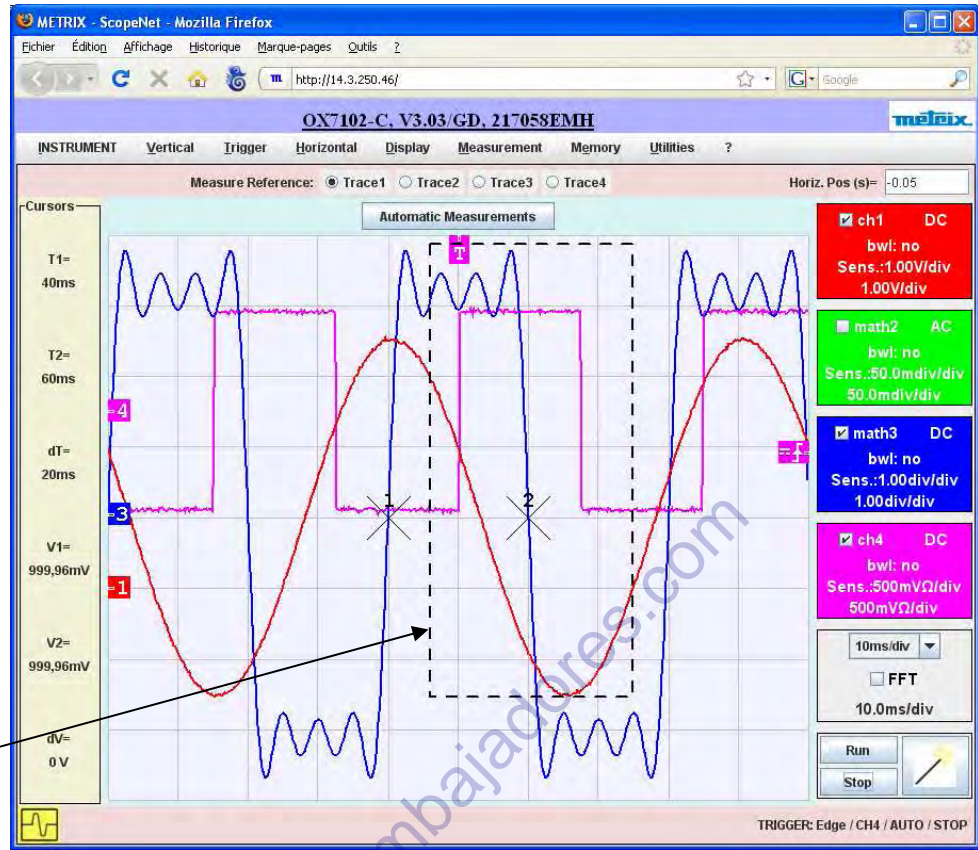 METRIX - ScopeNet - Mozilla Firefox
Fichier Édition Affichage Historique Marque-pages Outils ?
m http://14.3.250.46/ G Google
OX7102-C, V3.03/GD, 217058EMH
metrix
INSTRUMENT Vertical Trigger Horizontal Display Measurement Memory Utilities ?
Measure Reference: Trace1 Trace2 Trace3 Trace4 Horiz. Pos (s)= -0.05
Cursors
Automatic Measurements
T1=
40ms
T2=
60ms
dT=
20ms
V1=
999,96mV
V2=
999,96mV
dV=
0 V
T
4
3
1
1
2
ch1 DC
bwl: no
Sens.:1.00V/div
1.00V/div
math2 AC
bwl: no
Sens.:50.0mdiv/div
50.0mdiv/div
math3 DC
bwl: no
Sens.:1.00div/div
1.00div/div
ch4 DC
bwl: no
Sens.:500mVΩ/div
500mVΩ/div
10ms/div
FFT
10.0ms/div
Run
Stop
TRIGGER: Edge / CH4 / AUTO / STOP
mbajadores.com